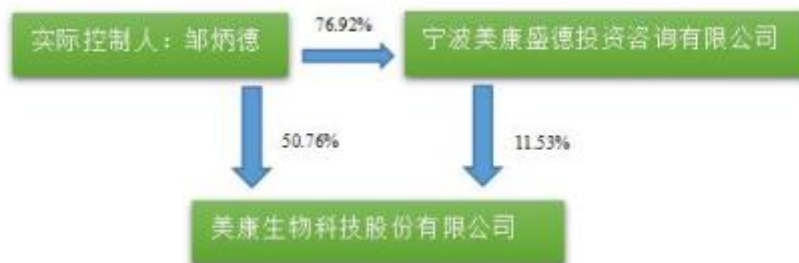 实际控制人：邹炳德
76.92%
宁波美康盛德投资咨询有限公司
50.76%
11.53%
美康生物科技股份有限公司